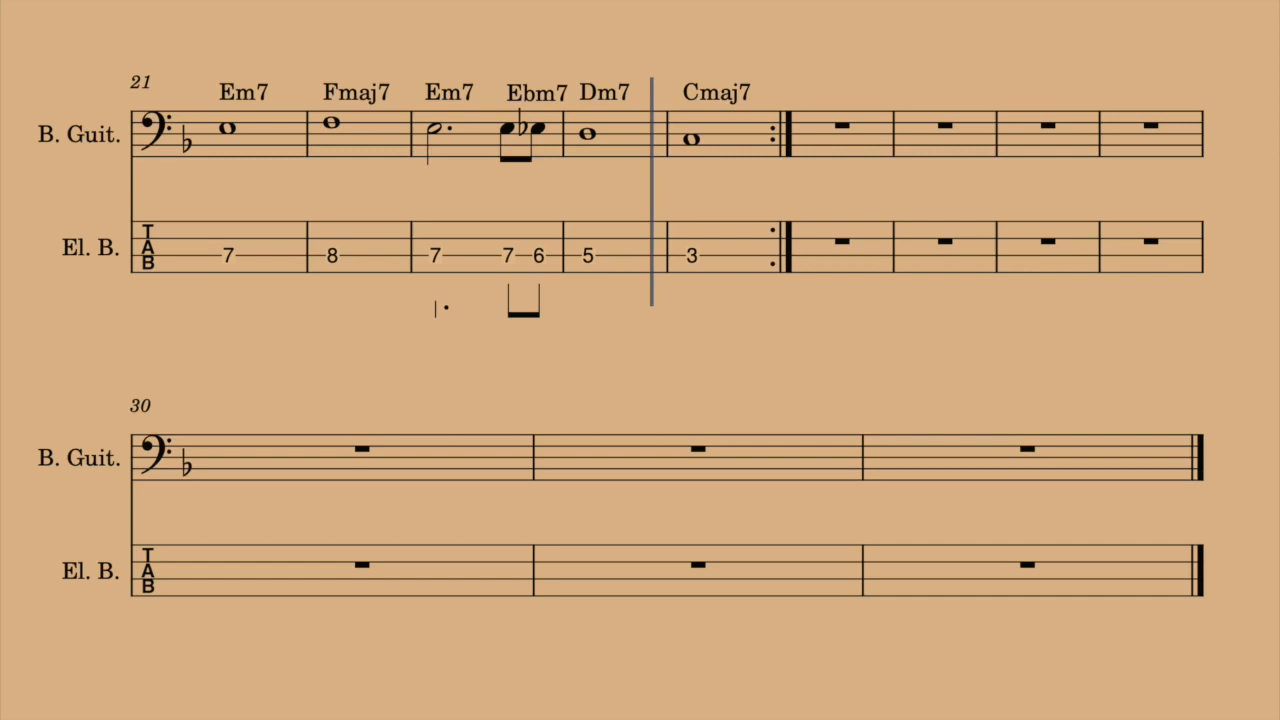 21
Em7 Fmaj7 Em7 Ebm7 Dm7 Cmaj7
B. Guit.
El. B.
T
A
B
7 8 7 7 6 5 3
30
B. Guit.
El. B.
T
A
B